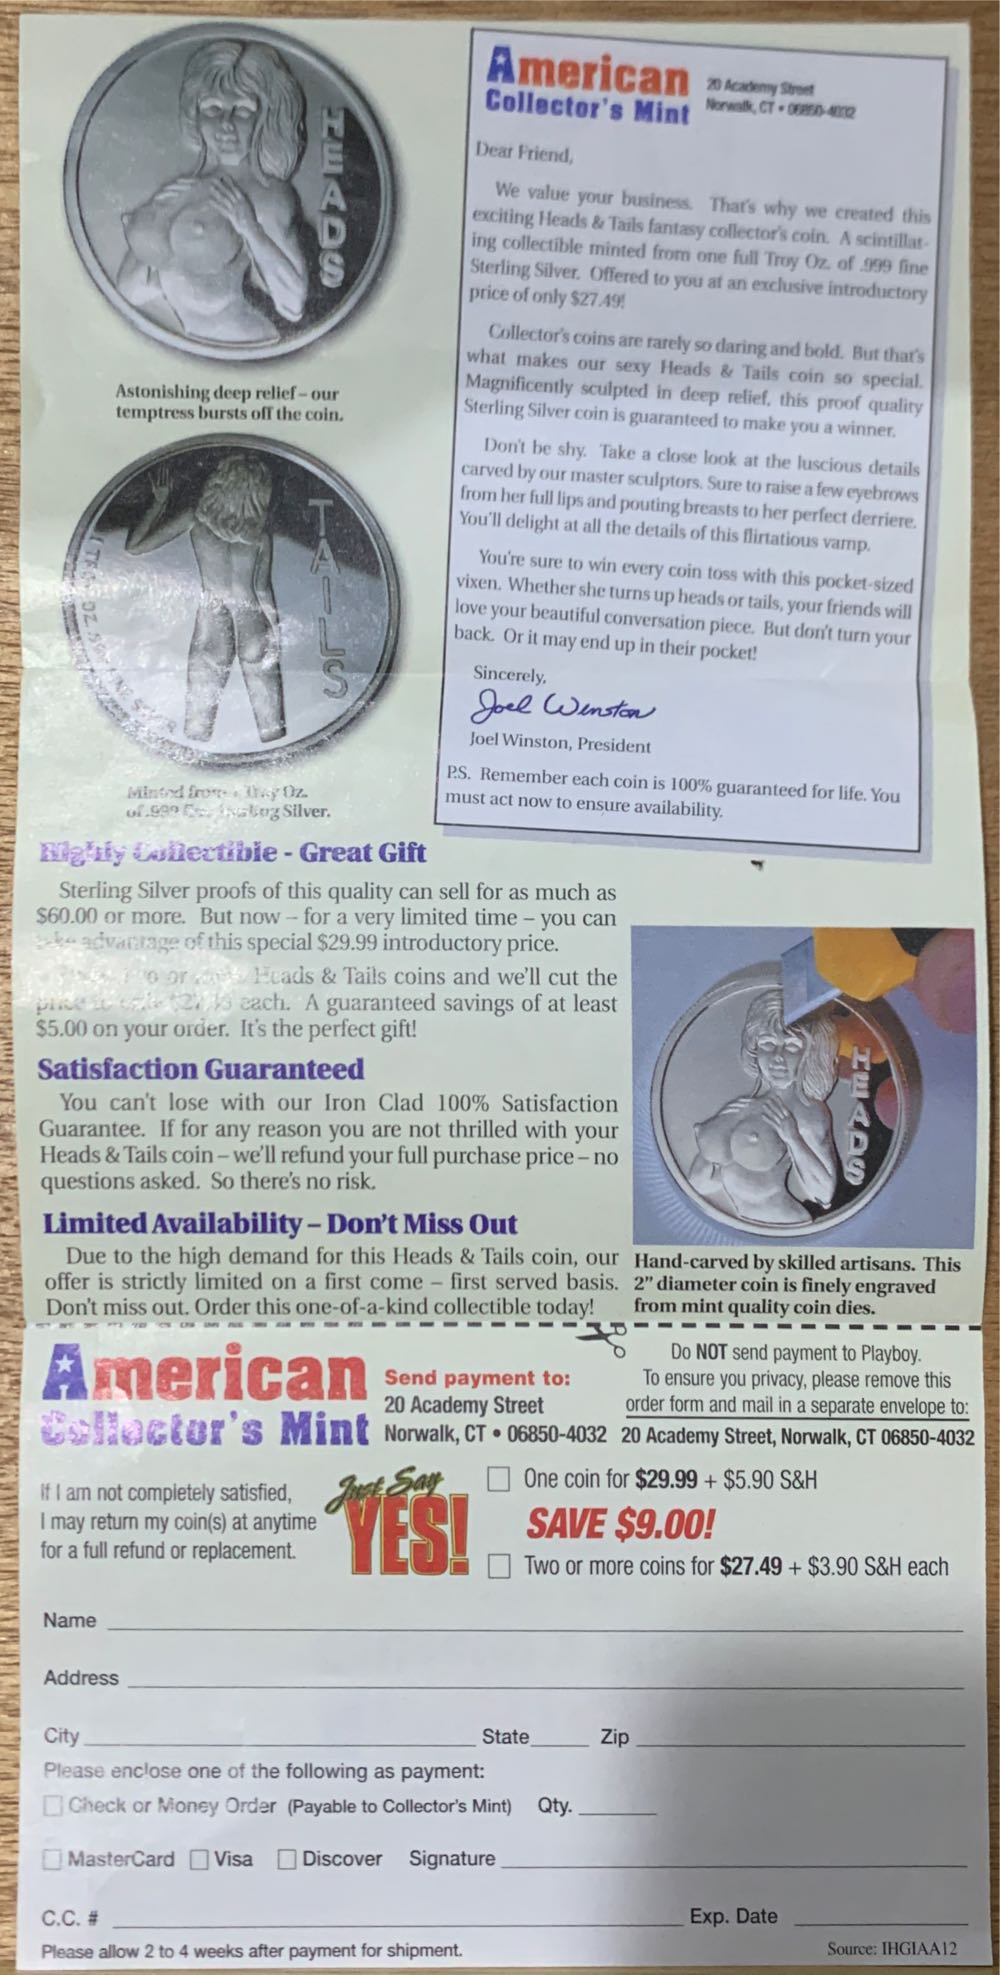 HEADS
Astonishing deep relief – our
temptress bursts off the coin.
TAILS
Minted from 1 Troy Oz.
of .999 Fine Sterling Silver.
American
Collector's Mint
20 Academy Street
Norwalk, CT • 06850-4032
Dear Friend,
We value your business. That's why we created this
exciting Heads & Tails fantasy collector's coin. A scintillat-
ing collectible minted from one full Troy Oz. of .999 fine
Sterling Silver. Offered to you at an exclusive introductory
price of only $27.49!
Collector's coins are rarely so daring and bold. But that's
what makes our sexy Heads & Tails coin so special.
Magnificently sculpted in deep relief, this proof quality
Sterling Silver coin is guaranteed to make you a winner.
Don't be shy. Take a close look at the luscious details
carved by our master sculptors. Sure to raise a few eyebrows
from her full lips and pouting breasts to her perfect derriere.
You'll delight at all the details of this flirtatious vamp.
You're sure to win every coin toss with this pocket-sized
vixen. Whether she turns up heads or tails, your friends will
love your beautiful conversation piece. But don't turn your
back. Or it may end up in their pocket!
Sincerely,
Joel Winston
Joel Winston, President
P.S. Remember each coin is 100% guaranteed for life. You
must act now to ensure availability.
Highly Collectible - Great Gift
Sterling Silver proofs of this quality can sell for as much as
$60.00 or more. But now – for a very limited time – you can
take advantage of this special $29.99 introductory price.
Heads & Tails coins and we'll cut the
price to each. A guaranteed savings of at least
$5.00 on your order. It's the perfect gift!
Satisfaction Guaranteed
You can't lose with our Iron Clad 100% Satisfaction
Guarantee. If for any reason you are not thrilled with your
Heads & Tails coin – we'll refund your full purchase price – no
questions asked. So there's no risk.
Limited Availability – Don't Miss Out
Due to the high demand for this Heads & Tails coin, our
offer is strictly limited on a first come – first served basis.
Don't miss out. Order this one-of-a-kind collectible today!
HEADS
Hand-carved by skilled artisans. This
2" diameter coin is finely engraved
from mint quality coin dies.
American
Collector's Mint
Send payment to:
20 Academy Street
Norwalk, CT • 06850-4032
Do NOT send payment to Playboy.
To ensure you privacy, please remove this
order form and mail in a separate envelope to:
20 Academy Street, Norwalk, CT 06850-4032
If I am not completely satisfied,
I may return my coin(s) at anytime
for a full refund or replacement.
Just Say
YES!
One coin for $29.99 + $5.90 S&H
SAVE $9.00!
Two or more coins for $27.49 + $3.90 S&H each
Name
Address
City State Zip
Please enclose one of the following as payment:
Check or Money Order (Payable to Collector's Mint) Qty.
MasterCard Visa Discover Signature
C.C. # Exp. Date
Please allow 2 to 4 weeks after payment for shipment.
Source: IHGIAA12